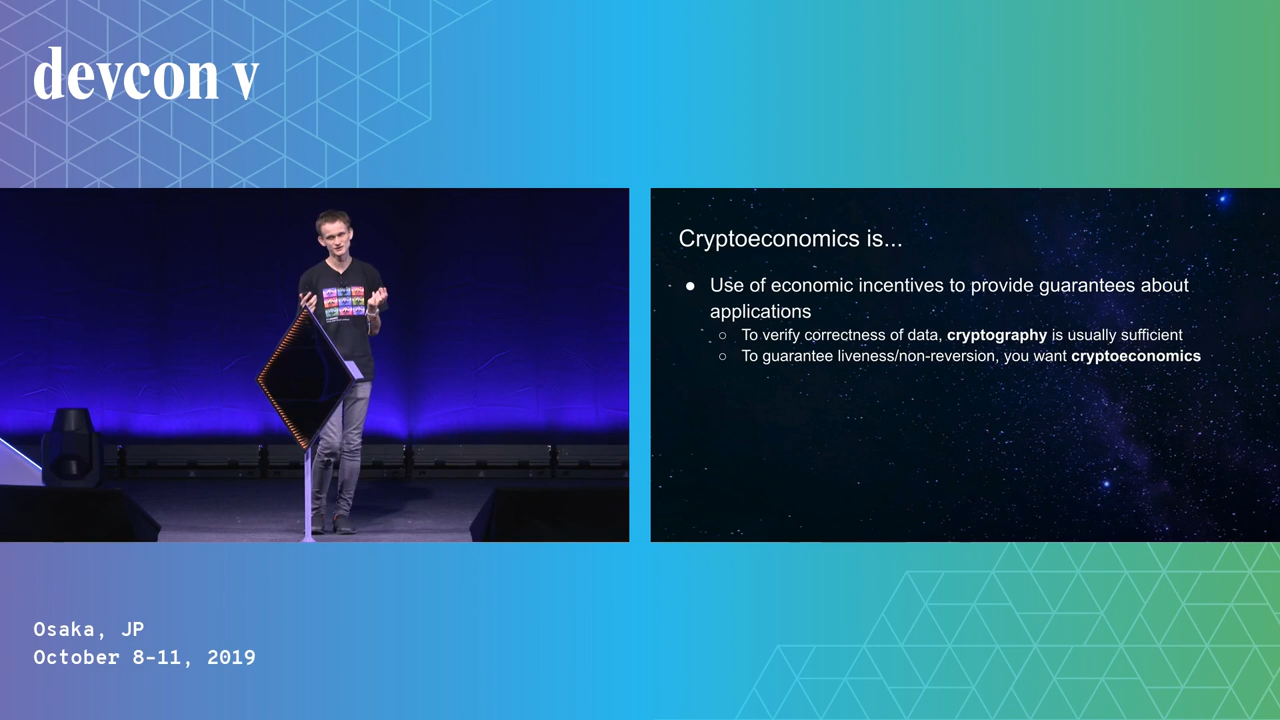 devcon v
Cryptoeconomics is...
● Use of economic incentives to provide guarantees about
applications
○ To verify correctness of data, cryptography is usually sufficient
○ To guarantee liveness/non-reversion, you want cryptoeconomics
Osaka, JP
October 8-11, 2019